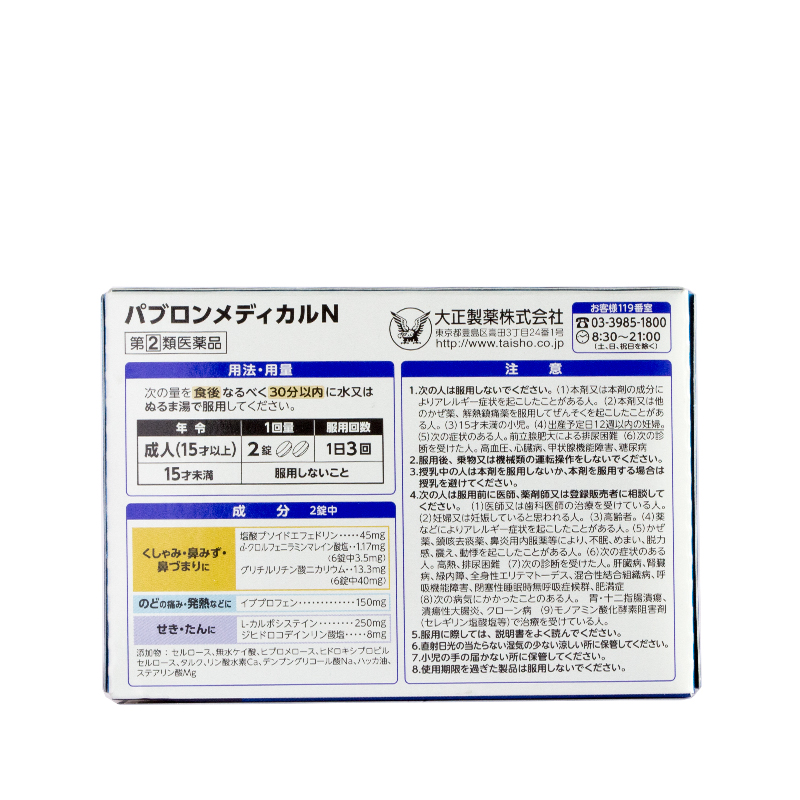 パブロンメディカルN
第②類医薬品
大正製薬株式会社
東京都豊島区高田3丁目24番1号
http://www.taisho.co.jp
お客様119番室
03-3985-1800
8:30~21:00
(土、日、祝日を除く)
用法・用量
次の量を食後なるべく30分以内に水又は
ぬるま湯で服用してください。
年令 1回量 服用回数
成人(15才以上) 2錠 1日3回
15才未満 服用しないこと
成分 2錠中
くしゃみ・鼻みず・
鼻づまりに
塩酸プソイドエフェドリン・・・・・45mg
d-クロルフェニラミンマレイン酸塩・・1.17mg
(6錠中3.5mg)
グリチルリチン酸二カリウム・・13.3mg
(6錠中40mg)
のどの痛み・発熱などに
イブプロフェン・・・・・・・・・・・150mg
せき・たんに
L-カルボシステイン・・・・・・・250mg
ジヒドロコデインリン酸塩・・・8mg
添加物:セルロース、無水ケイ酸、ヒプロメロース、ヒドロキシプロピル
セルロース、タルク、リン酸水素Ca、デンプングリコール酸Na、ハッカ油、
ステアリン酸Mg
注意
1.次の人は服用しないでください。(1)本剤又は本剤の成分に
よりアレルギー症状を起こしたことがある人。(2)本剤又は他
のかぜ薬、解熱鎮痛薬を服用してぜんそくを起こしたことがあ
る人。(3)15才未満の小児。(4)出産予定日12週以内の妊婦。
(5)次の症状のある人。前立腺肥大による排尿困難 (6)次の診
断を受けた人。高血圧、心臓病、甲状腺機能障害、糖尿病
2.服用後、乗物又は機械類の運転操作をしないでください。
3.授乳中の人は本剤を服用しないか、本剤を服用する場合は
授乳を避けてください。
4.次の人は服用前に医師、薬剤師又は登録販売者に相談して
ください。(1)医師又は歯科医師の治療を受けている人。
(2)妊婦又は妊娠していると思われる人。(3)高齢者。(4)薬
などによりアレルギー症状を起こしたことがある人。(5)かぜ
薬、鎮咳去痰薬、鼻炎用内服薬等により、不眠、めまい、脱力
感、震え、動悸を起こしたことがある人。(6)次の症状のある
人。高熱、排尿困難 (7)次の診断を受けた人。肝臓病、腎臓
病、緑内障、全身性エリテマトーデス、混合性結合組織病、呼
吸機能障害、閉塞性睡眠時無呼吸症候群、肥満症
(8)次の病気にかかったことのある人。胃・十二指腸潰瘍、
潰瘍性大腸炎、クローン病 (9)モノアミン酸化酵素阻害剤
(セレギリン塩酸塩等)で治療を受けている人。
5.服用に際しては、説明書をよく読んでください。
6.直射日光の当たらない湿気の少ない涼しい所に保管してください。
7.小児の手の届かない所に保管してください。
8.使用期限を過ぎた製品は服用しないでください。